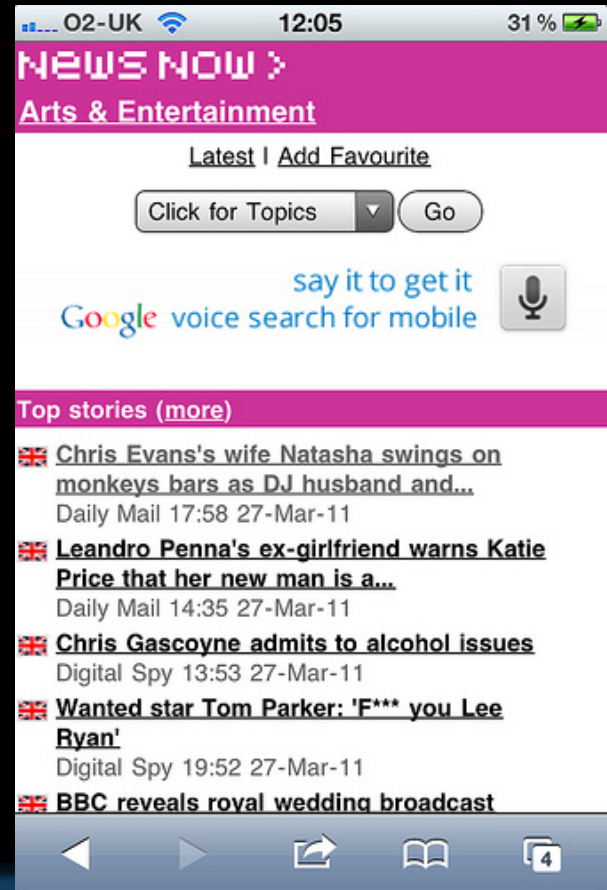 O2-UK 12:05 31 %
NEWS NOW >
Arts & Entertainment
Latest | Add Favourite
Click for Topics Go
say it to get it
Google voice search for mobile
Top stories (more)
Chris Evans's wife Natasha swings on
monkeys bars as DJ husband and...
Daily Mail 17:58 27-Mar-11
Leandro Penna's ex-girlfriend warns Katie
Price that her new man is a...
Daily Mail 14:35 27-Mar-11
Chris Gascoyne admits to alcohol issues
Digital Spy 13:53 27-Mar-11
Wanted star Tom Parker: 'F*** you Lee
Ryan'
Digital Spy 19:52 27-Mar-11
BBC reveals royal wedding broadcast
4